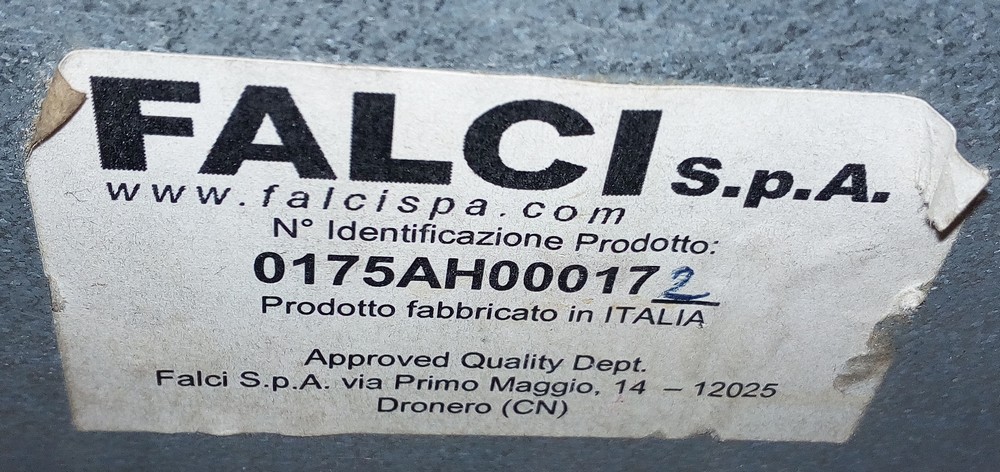 FALCI s.p.A.
www.falcispa.com
N° Identificazione Prodotto:
0175AH000172
Prodotto fabbricato in ITALIA
Approved Quality Dept.
Falci S.p.A. via Primo Maggio, 14 – 12025
Dronero (CN)